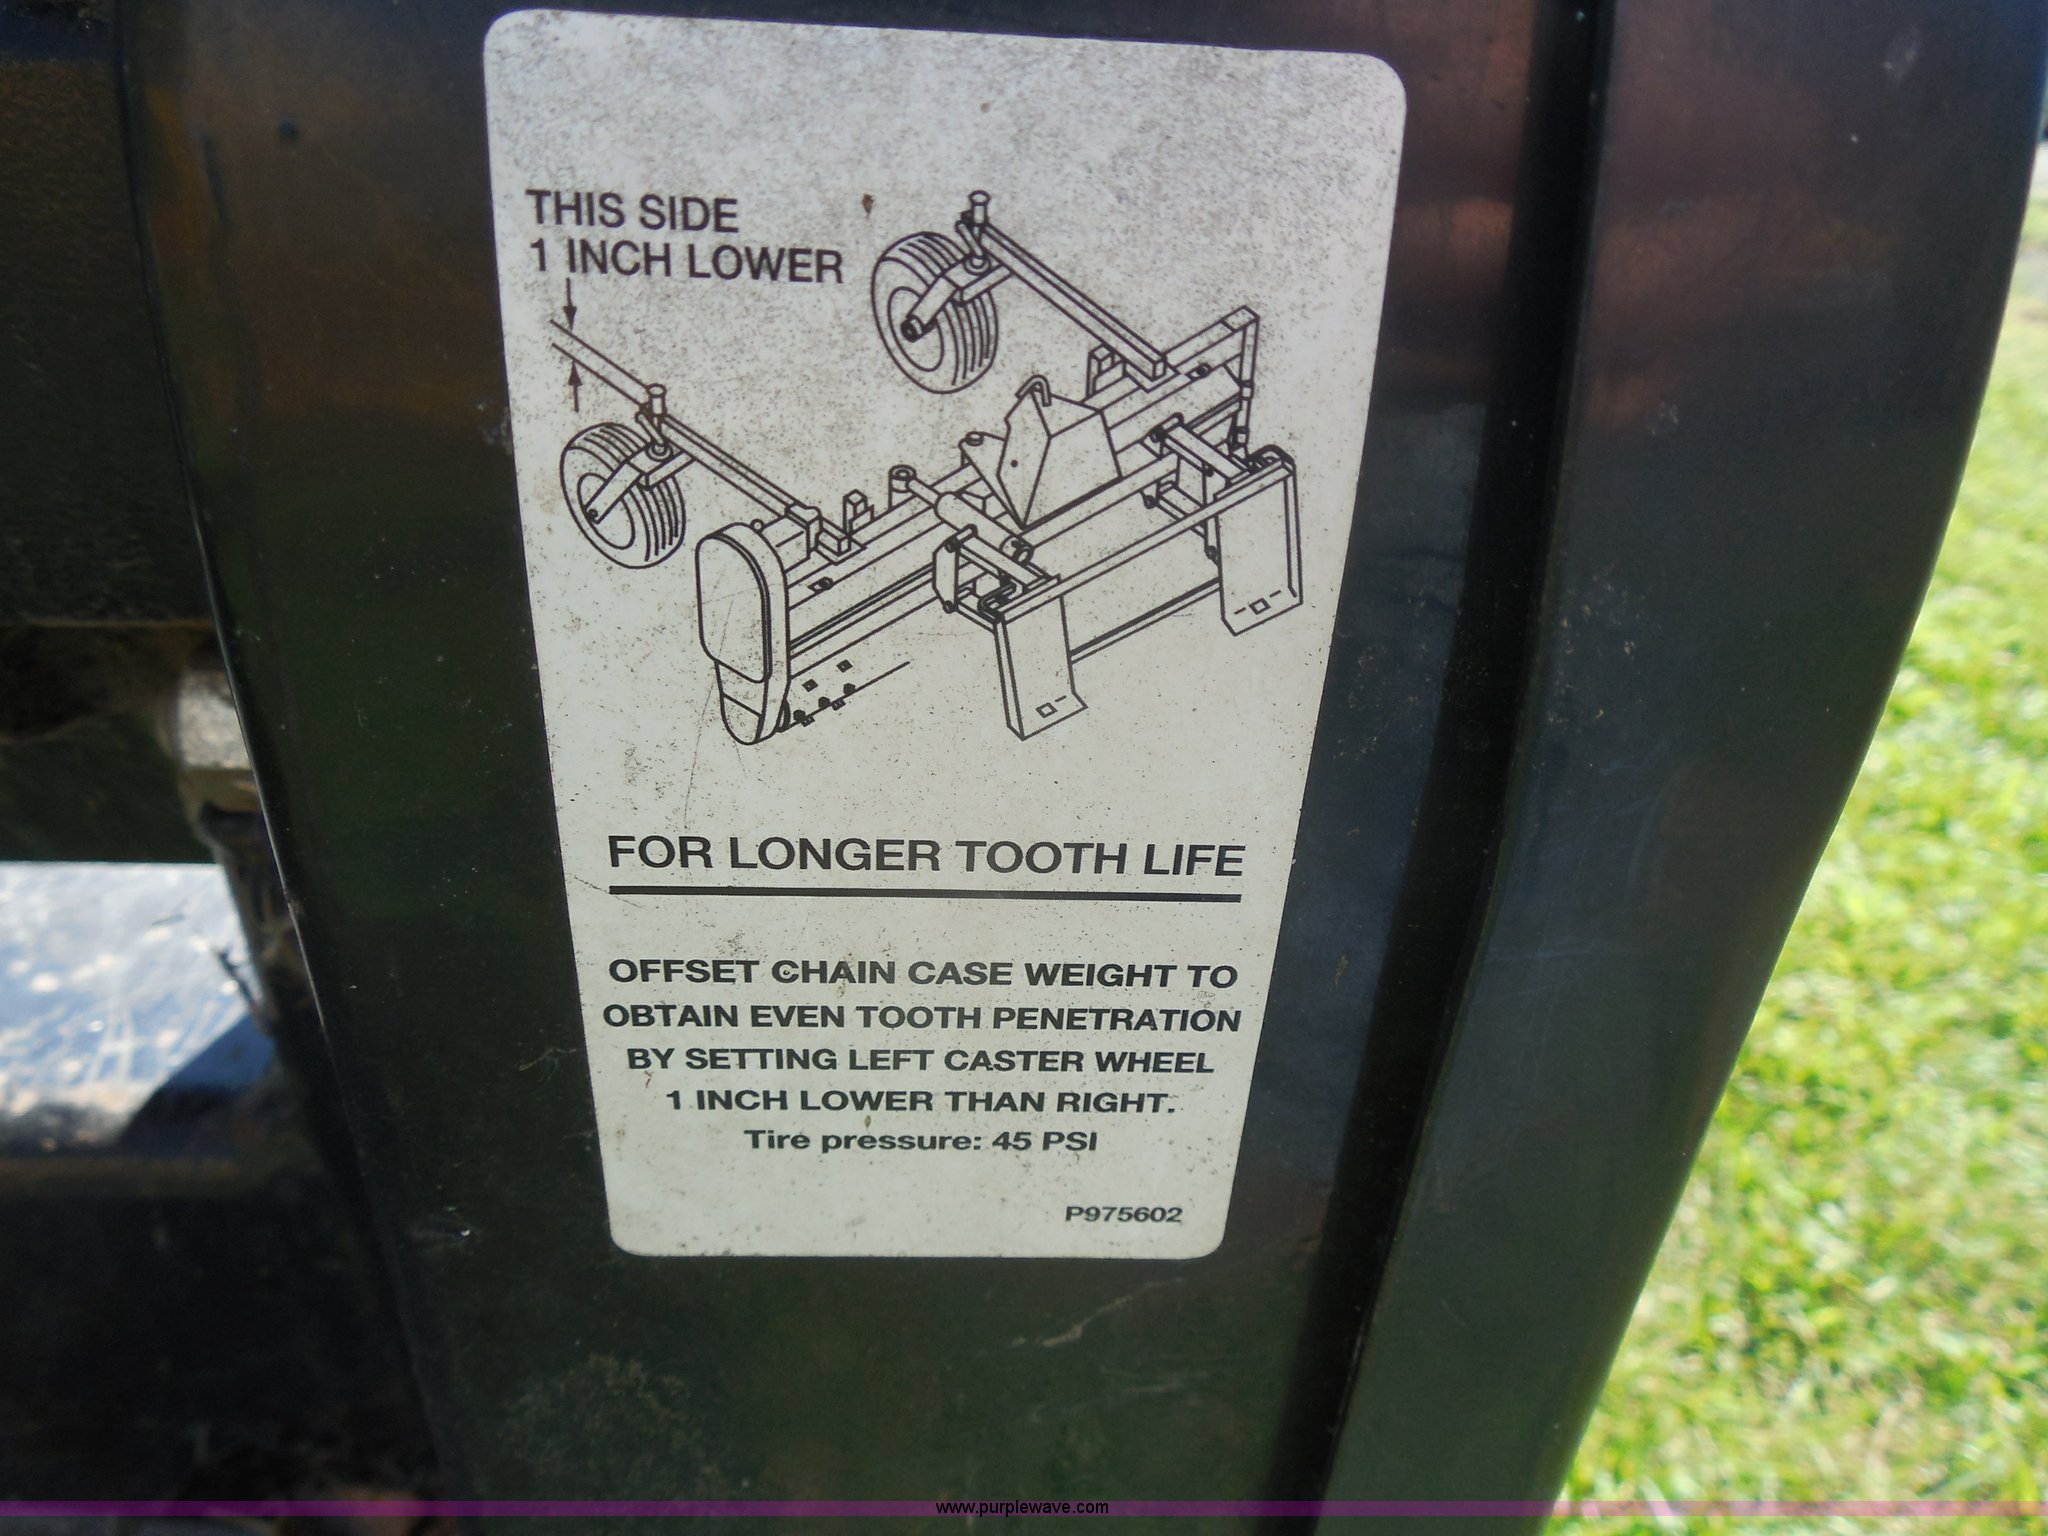 THIS SIDE
1 INCH LOWER
FOR LONGER TOOTH LIFE
OFFSET CHAIN CASE WEIGHT TO
OBTAIN EVEN TOOTH PENETRATION
BY SETTING LEFT CASTER WHEEL
1 INCH LOWER THAN RIGHT.
Tire pressure: 45 PSI
P975602
www.purplewave.com